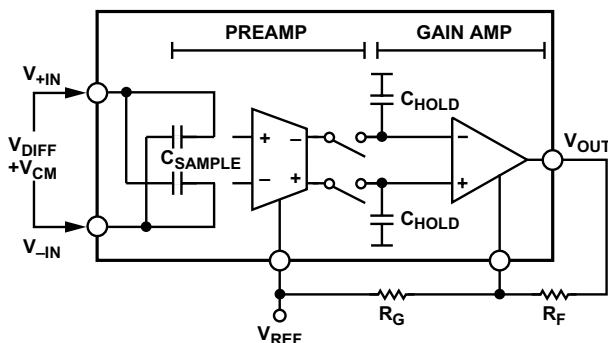 PREAMP
GAIN AMP
V+IN
CHOLD
VDIFF
+VCM
CSAMPLE
+
–
–
+
–
+
VOUT
CHOLD
V–IN
VREF
RG
RF